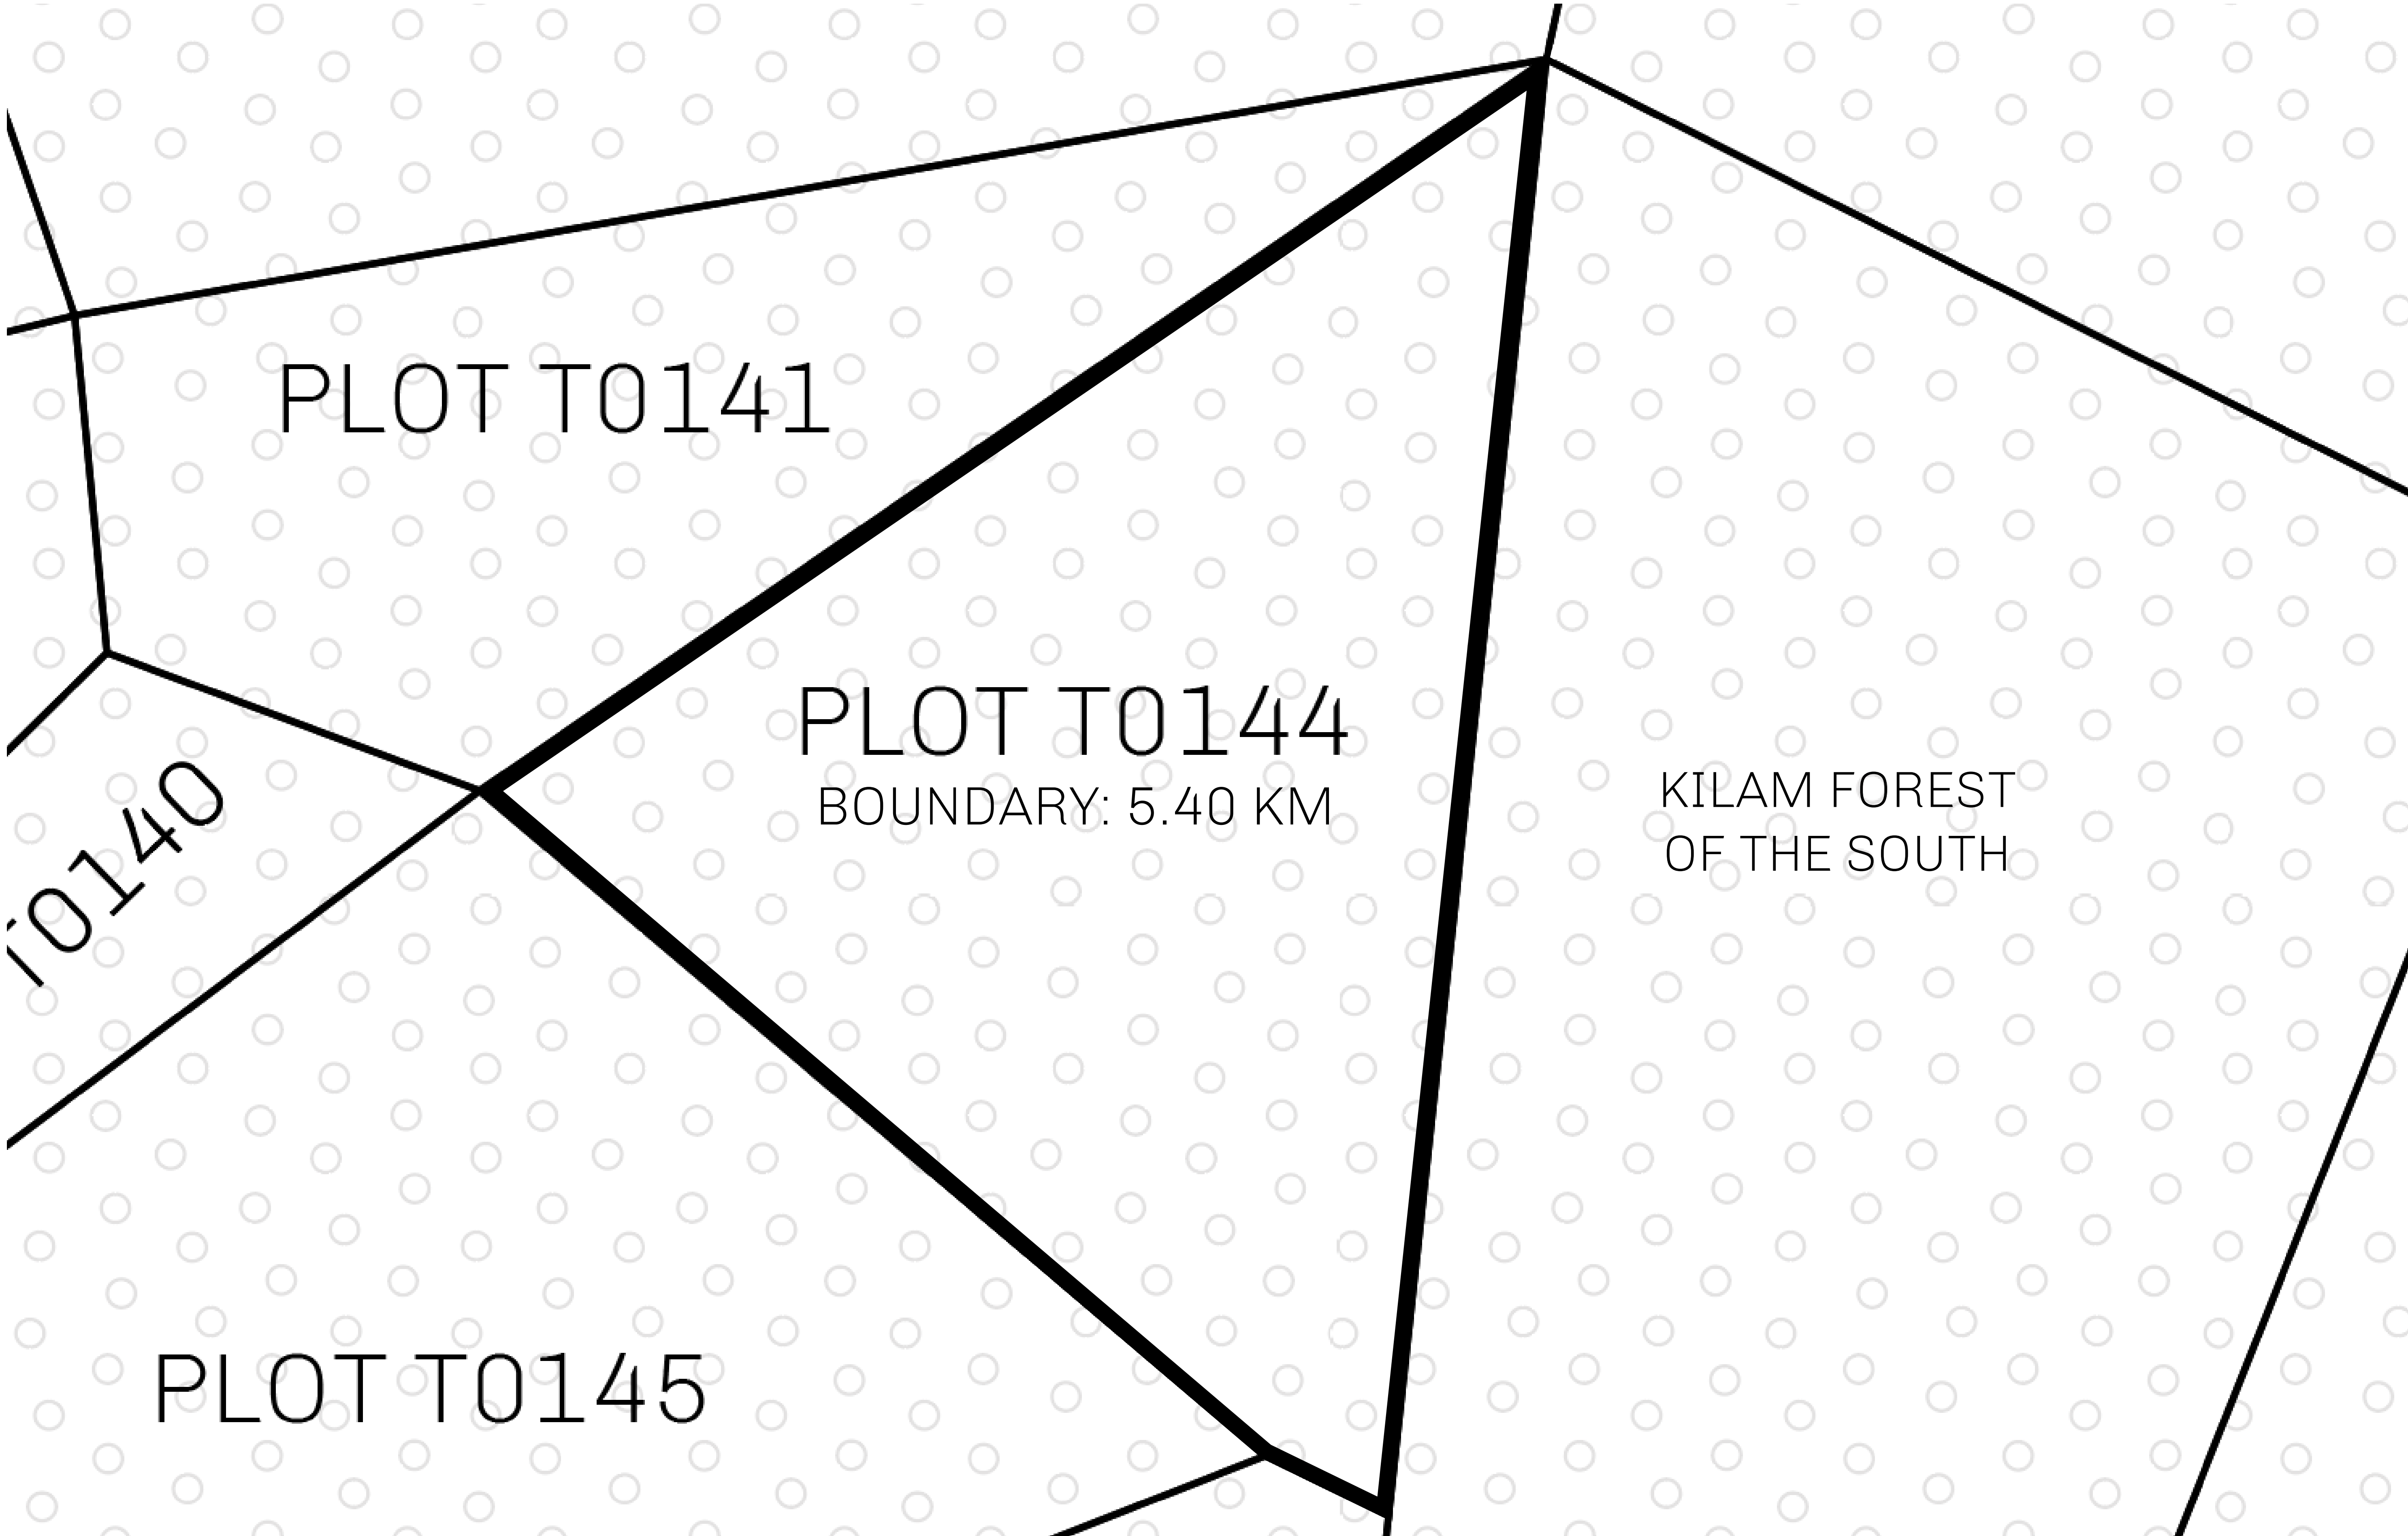 PLOT T0141
PLOT T0144
BOUNDARY: 5.40 KM
KILAM FOREST
OF THE SOUTH
T0140
PLOT T0145